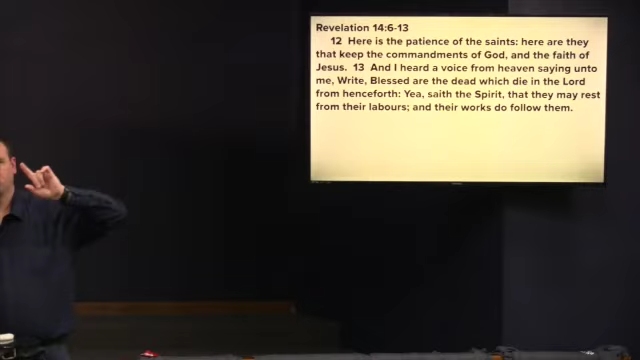 Revelation 14:6-13
12 Here is the patience of the saints: here are they
that keep the commandments of God, and the faith of
Jesus. 13 And I heard a voice from heaven saying unto
me, Write, Blessed are the dead which die in the Lord
from henceforth: Yea, saith the Spirit, that they may rest
from their labours; and their works do follow them.